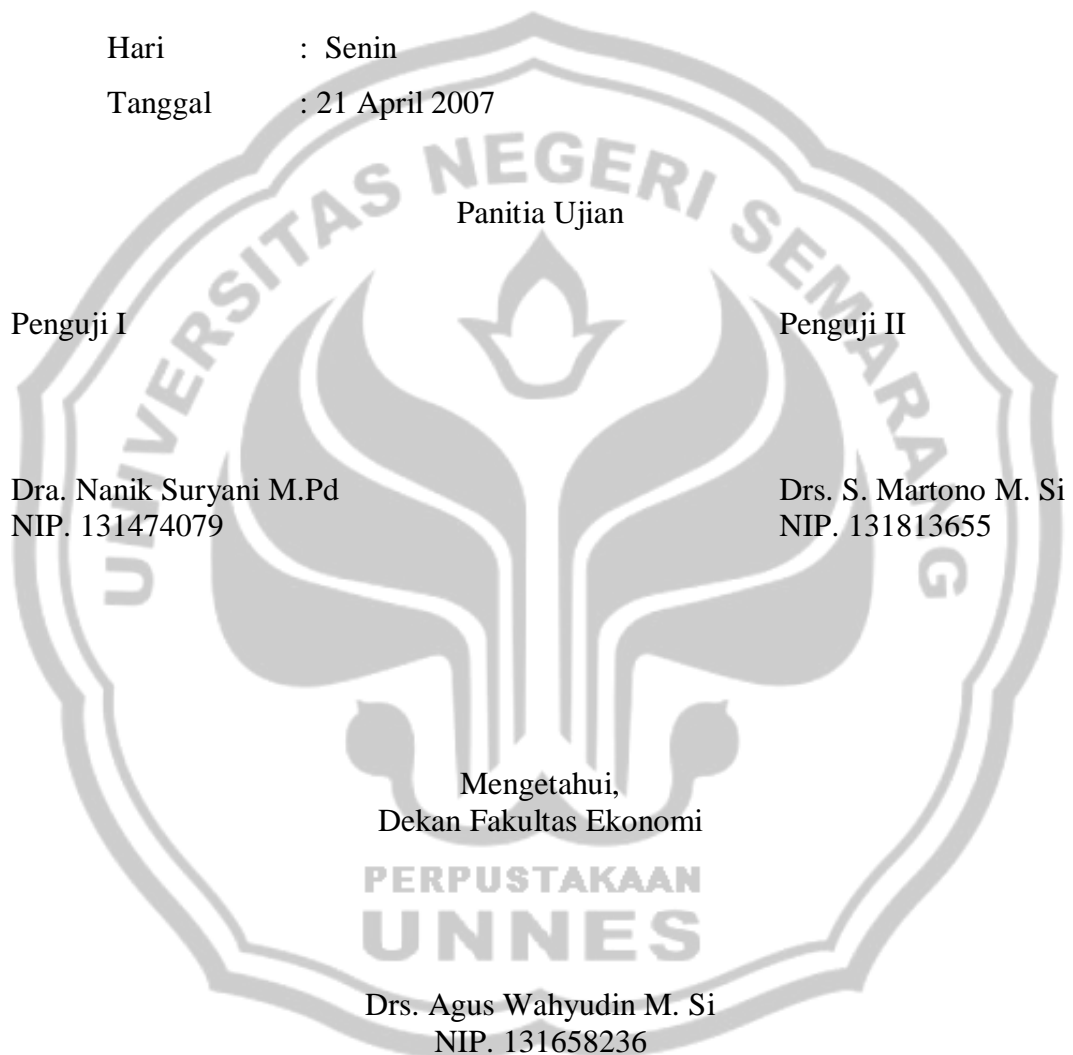 Hari : Senin
Tanggal : 21 April 2007
UNIVERSITAS NEGERI SEMARANG
Panitia Ujian
Penguji I Penguji II
Dra. Nanik Suryani M.Pd Drs. S. Martono M. Si
NIP. 131474079 NIP. 131813655
Mengetahui,
Dekan Fakultas Ekonomi
PERPUSTAKAAN
UNNES
Drs. Agus Wahyudin M. Si
NIP. 131658236